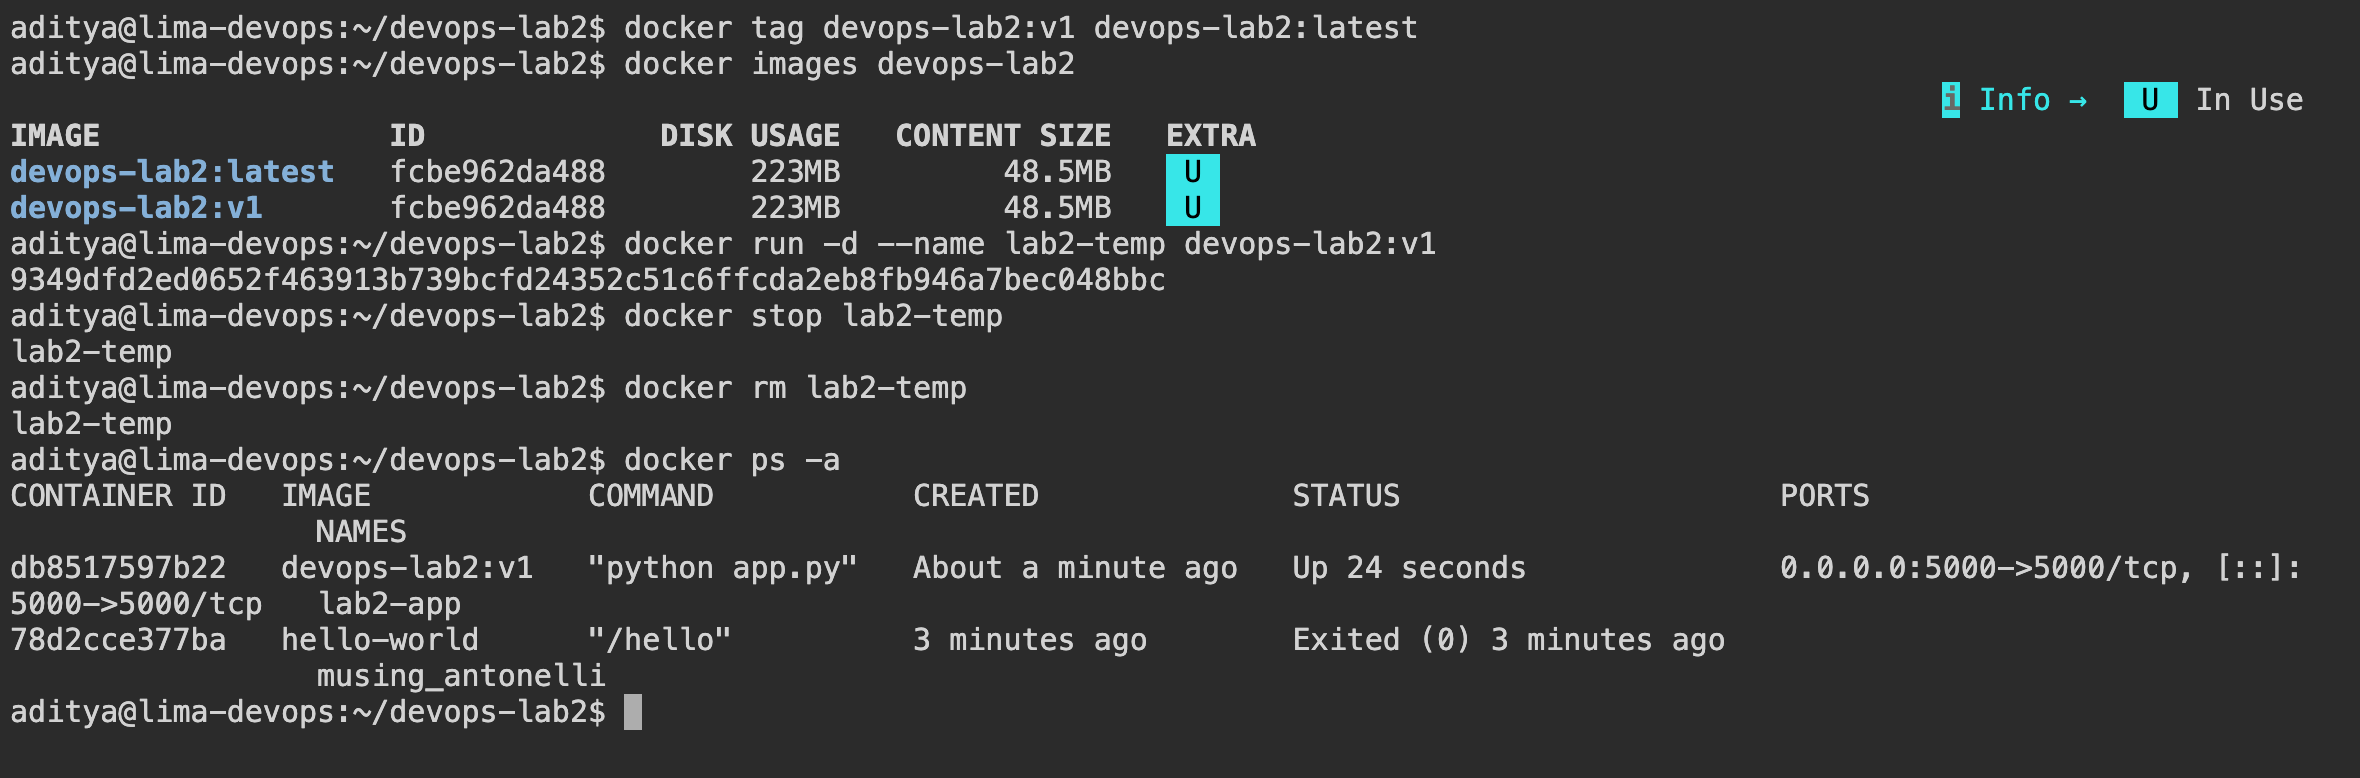 aditya@lima-devops:~/devops-lab2$ docker tag devops-lab2:v1 devops-lab2:latest
aditya@lima-devops:~/devops-lab2$ docker images devops-lab2
i Info →   U  In Use
IMAGE                ID             DISK USAGE   CONTENT SIZE   EXTRA
devops-lab2:latest   fcbe962da488        223MB         48.5MB    U
devops-lab2:v1       fcbe962da488        223MB         48.5MB    U
aditya@lima-devops:~/devops-lab2$ docker run -d --name lab2-temp devops-lab2:v1
9349dfd2ed0652f463913b739bcfd24352c51c6ffcda2eb8fb946a7bec048bbc
aditya@lima-devops:~/devops-lab2$ docker stop lab2-temp
lab2-temp
aditya@lima-devops:~/devops-lab2$ docker rm lab2-temp
lab2-temp
aditya@lima-devops:~/devops-lab2$ docker ps -a
CONTAINER ID   IMAGE            COMMAND           CREATED              STATUS                     PORTS
                 NAMES
db8517597b22   devops-lab2:v1   "python app.py"   About a minute ago   Up 24 seconds              0.0.0.0:5000->5000/tcp, [::]:
5000->5000/tcp   lab2-app
78d2cce377ba   hello-world      "/hello"          3 minutes ago        Exited (0) 3 minutes ago
                 musing_antonelli
aditya@lima-devops:~/devops-lab2$